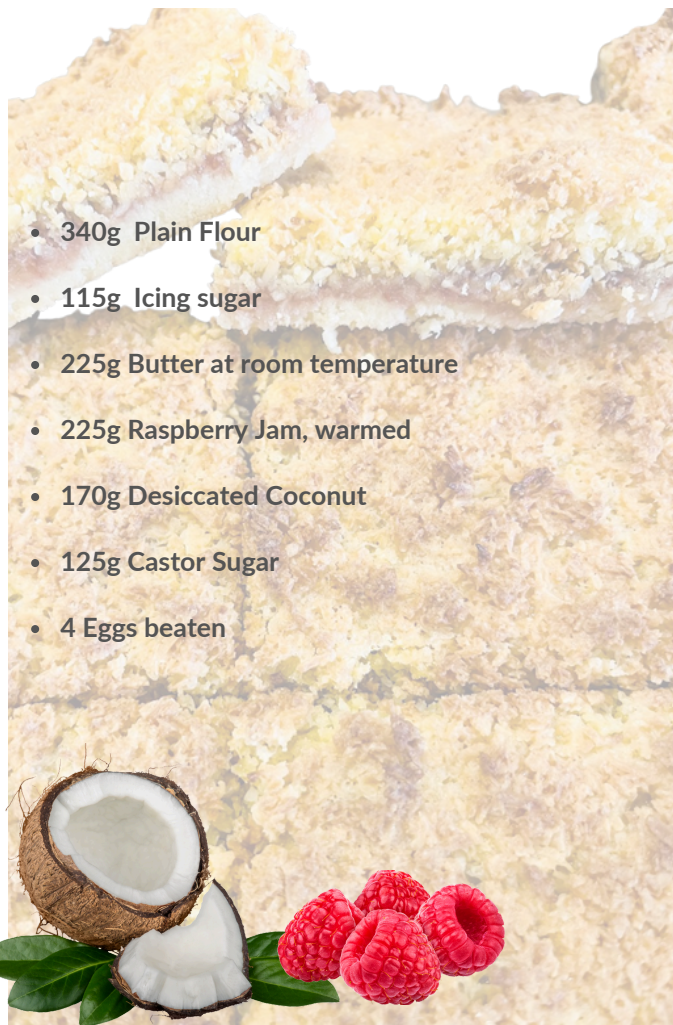 • 340g  Plain Flour
• 115g  Icing sugar
• 225g Butter at room temperature
• 225g Raspberry Jam, warmed
• 170g Desiccated Coconut
• 125g Castor Sugar
• 4 Eggs beaten